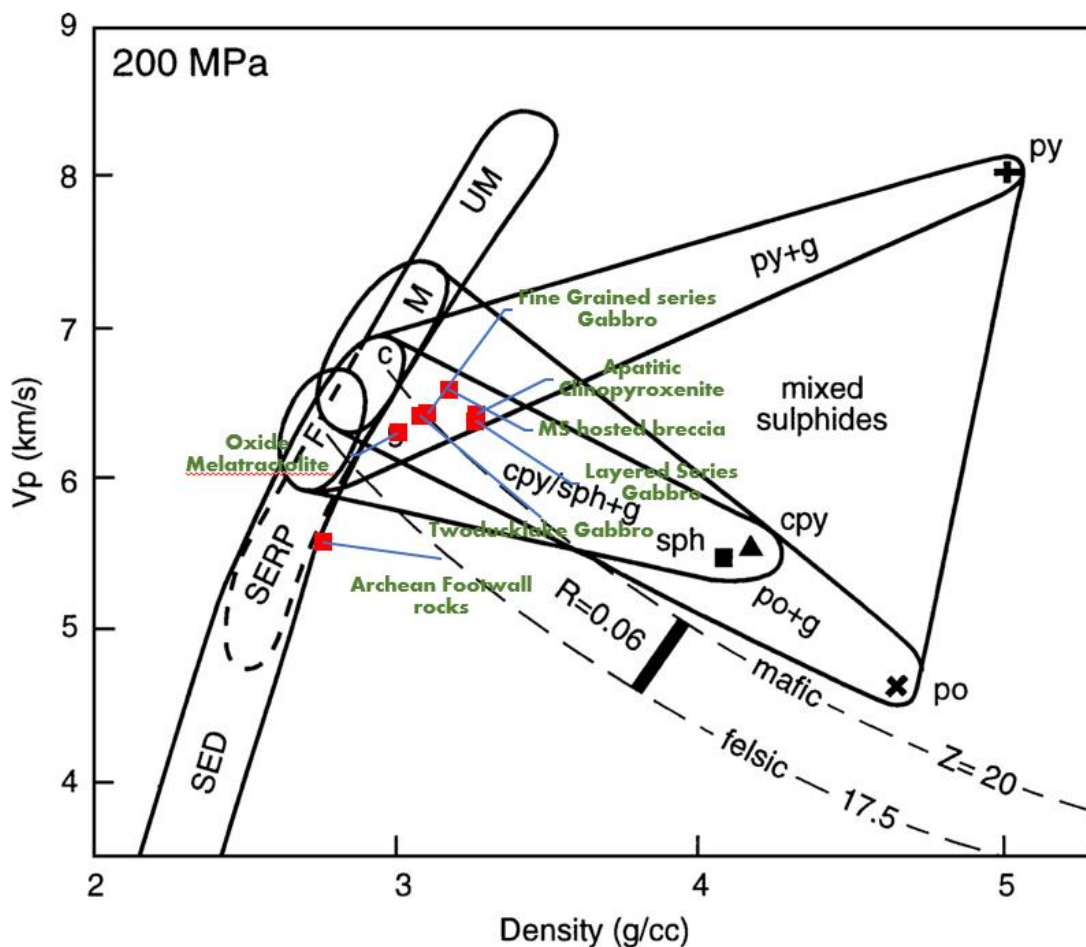 9
200 MPa
UM
py
8
py+g
M
Fine Grained series
Gabbro
7
c
Apatitic
Clinopyroxenite
mixed
sulphides
MS hosted breccia
Vp (km/s)
F
g
Oxide
Melatractolite
Layered Series
Gabbro
6
cpy/sph+g
cpy
Twoducklake Gabbro
sph
SERP
Archean Footwall
rocks
R=0.06
po+g
5
mafic
po
SED
felsic
Z= 20
4
17.5
2
3
4
5
Density (g/cc)